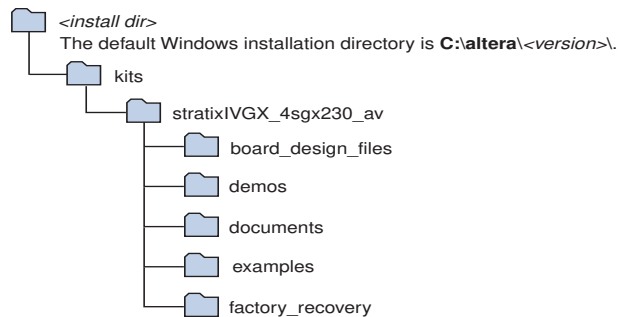 <install dir>
The default Windows installation directory is C:\altera\<version>\.
kits
stratixIVGX_4sgx230_av
board_design_files
demos
documents
examples
factory_recovery